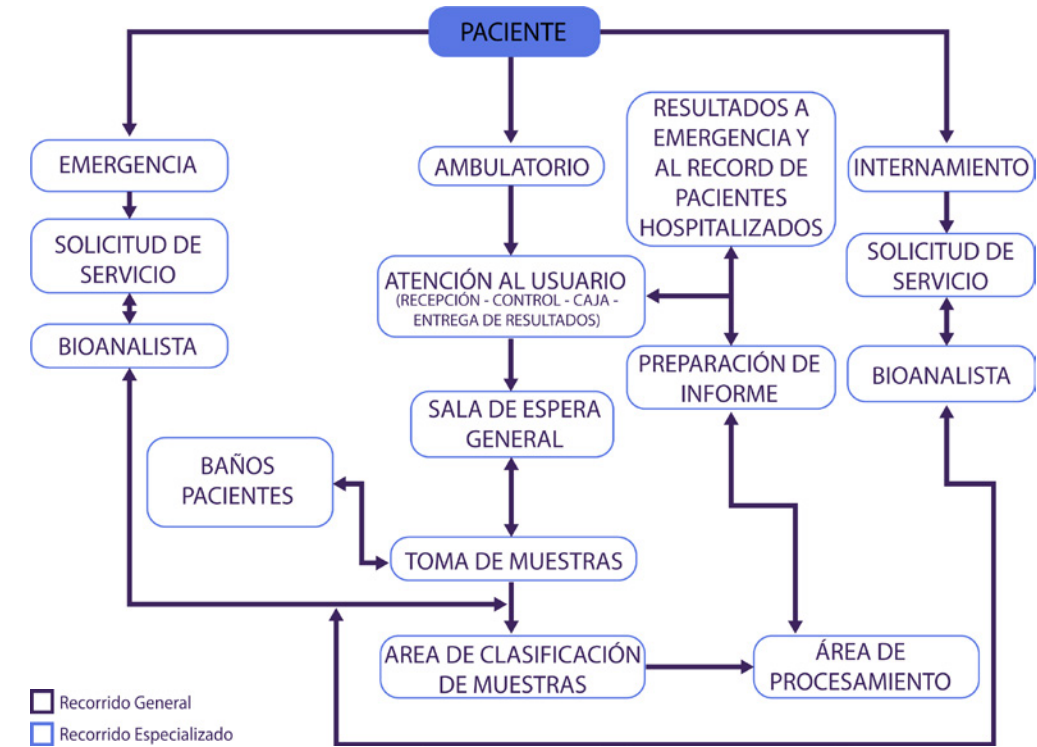 PACIENTE
EMERGENCIA
SOLICITUD DE
SERVICIO
BIOANALISTA
BAÑOS
PACIENTES
AMBULATORIO
ATENCIÓN AL USUARIO
(RECEPCIÓN - CONTROL - CAJA -
ENTREGA DE RESULTADOS)
SALA DE ESPERA
GENERAL
TOMA DE MUESTRAS
AREA DE CLASIFICACIÓN
DE MUESTRAS
RESULTADOS A
EMERGENCIA Y
AL RECORD DE
PACIENTES
HOSPITALIZADOS
PREPARACIÓN DE
INFORME
ÁREA DE
PROCESAMIENTO
INTERNAMIENTO
SOLICITUD DE
SERVICIO
BIOANALISTA
Recorrido General
Recorrido Especializado